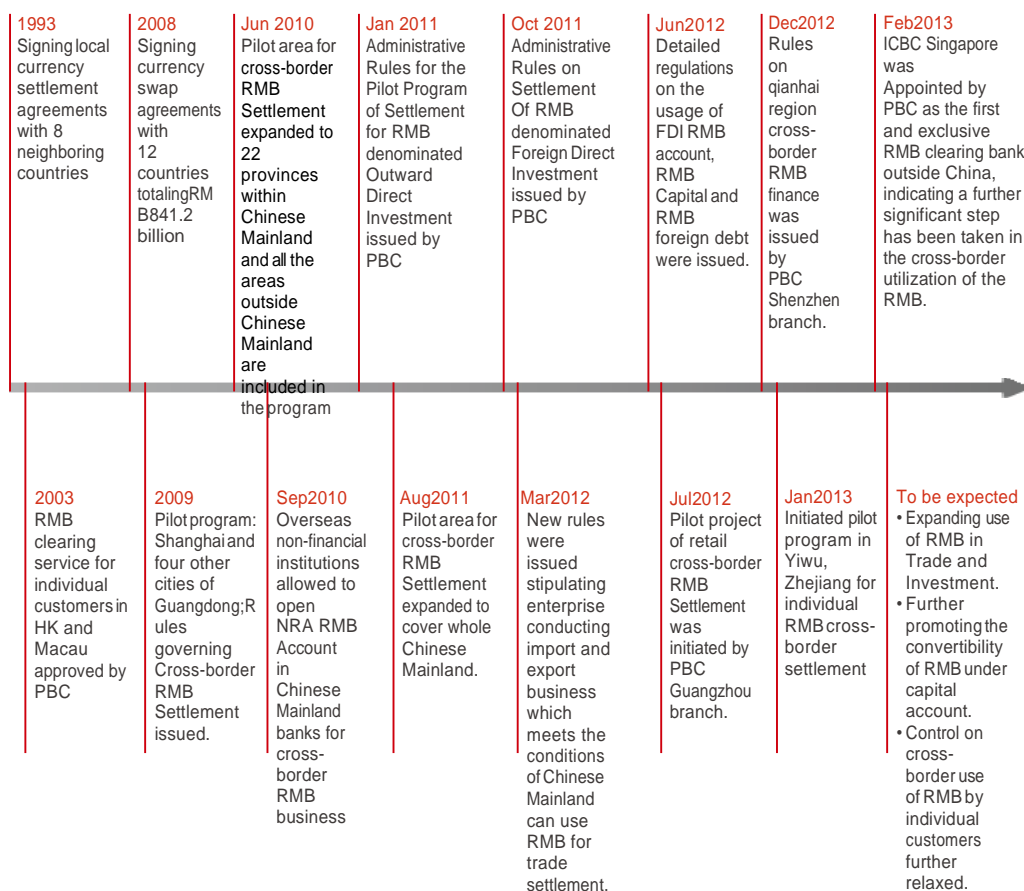 1993
Signing local
currency
settlement
agreements
with 8
neighboring
countries
2008
Signing
currency
swap
agreements
with
12
countries
totalingRM
B841.2
billion
Jun 2010
Pilot area for
cross-border
RMB
Settlement
expanded to
22
provinces
within
Chinese
Mainland
and all the
areas
outside
Chinese
Mainland
are
included in
the program
Jan 2011
Administrative
Rules for the
Pilot Program
of Settlement
for RMB
denominated
Outward
Direct
Investment
issued by
PBC
Oct 2011
Administrative
Rules on
Settlement
Of RMB
denominated
Foreign Direct
Investment
issued by
PBC
Jun2012
Detailed
regulations
on the
usage of
FDI RMB
account,
RMB
Capital and
RMB
foreign debt
were issued.
Dec2012
Rules
on
qianhai
region
cross-
border
RMB
finance
was
issued
by
PBC
Shenzhen
branch.
Feb2013
ICBC Singapore
was
Appointed by
PBC as the first
and exclusive
RMB clearing bank
outside China,
indicating a further
significant step
has been taken in
the cross-border
utilization of the
RMB.
2003
RMB
clearing
service for
individual
customers in
HK and
Macau
approved by
PBC
2009
Pilot program:
Shanghai and
four other
cities of
Guangdong;R
ules
governing
Cross-border
RMB
Settlement
issued.
Sep2010
Overseas
non-financial
institutions
allowed to
open
NRA RMB
Account
in
Chinese
Mainland
banks for
cross-
border
RMB
business
Aug2011
Pilot area for
cross-border
RMB
Settlement
expanded to
cover whole
Chinese
Mainland.
Mar2012
New rules
were
issued
stipulating
enterprise
conducting
import and
export
business
which
meets the
conditions
of Chinese
Mainland
can use
RMB for
trade
settlement.
Jul2012
Pilot project
of retail
cross-border
RMB
Settlement
was
initiated by
PBC
Guangzhou
branch.
Jan2013
Initiated pilot
program in
Yiwu,
Zhejiang for
individual
RMB cross-
border
settlement
To be expected
• Expanding use
of RMB in
Trade and
Investment.
• Further
promoting the
convertibility
of RMB under
capital
account.
• Control on
cross-
border use
of RMB by
individual
customers
further
relaxed.